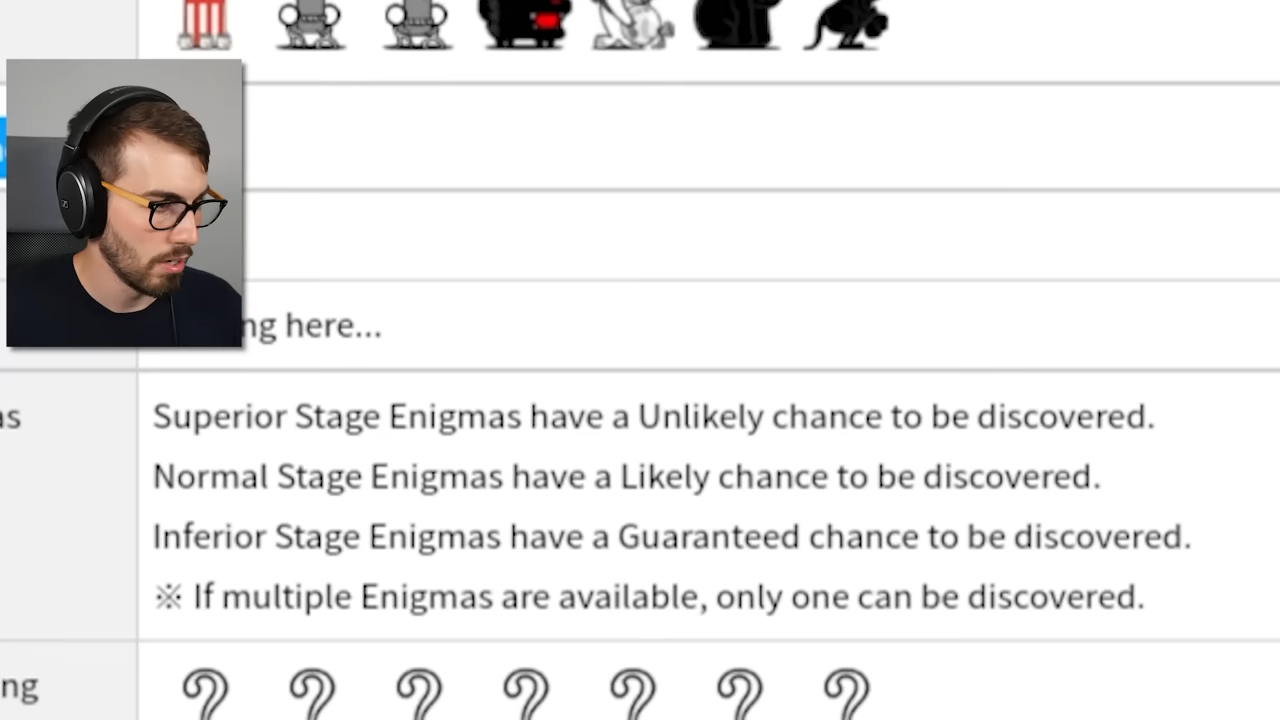 ng here...
as
Superior Stage Enigmas have a Unlikely chance to be discovered.
Normal Stage Enigmas have a Likely chance to be discovered.
Inferior Stage Enigmas have a Guaranteed chance to be discovered.
※ If multiple Enigmas are available, only one can be discovered.
ng
? ? ? ? ? ? ?